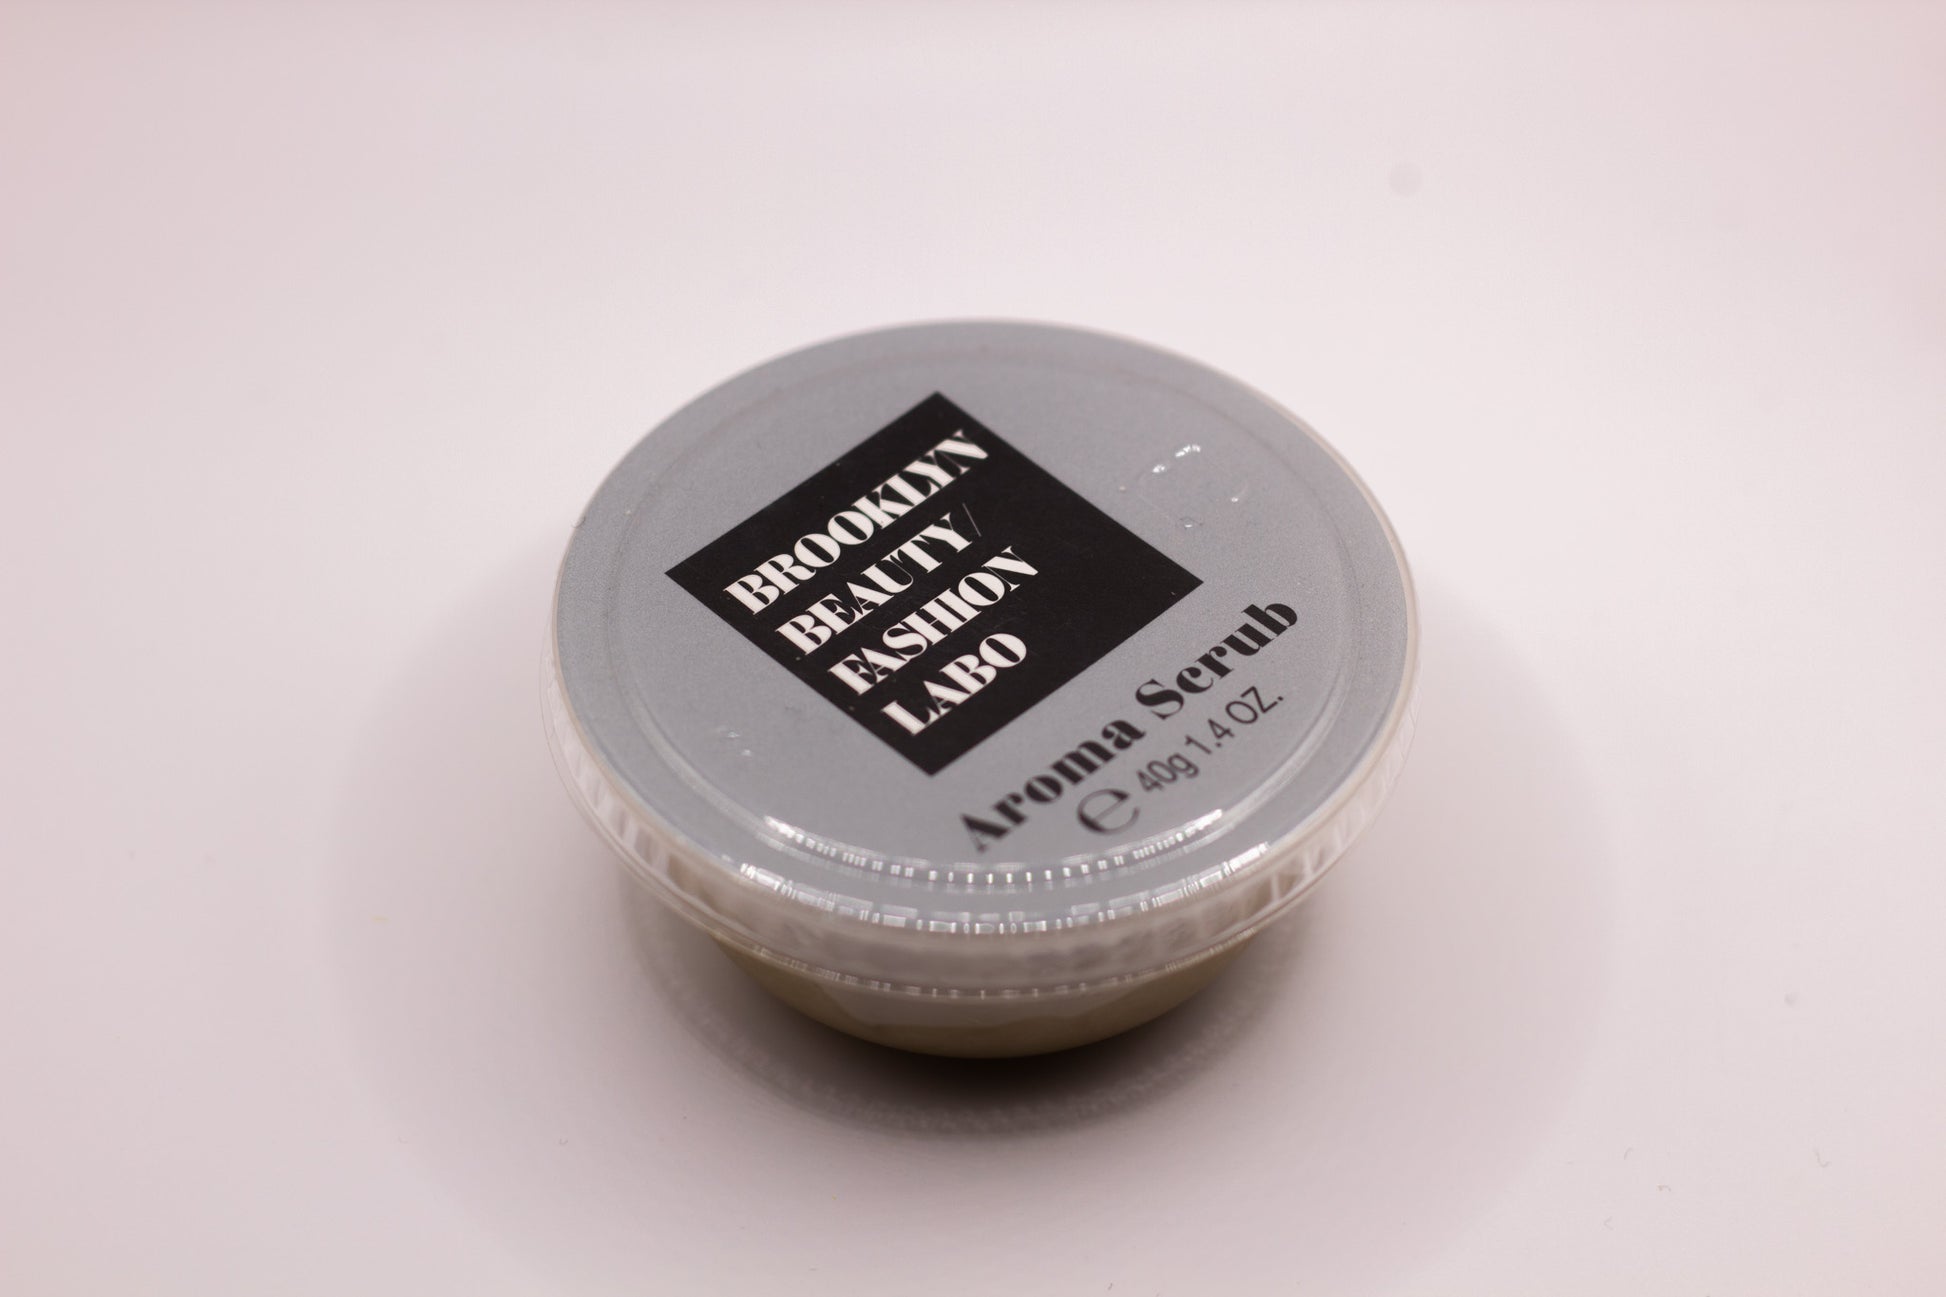 BROOKLYN
BEAUTY/
FASHION
LABO
Aroma Scrub
℮ 40g 1.4 OZ.